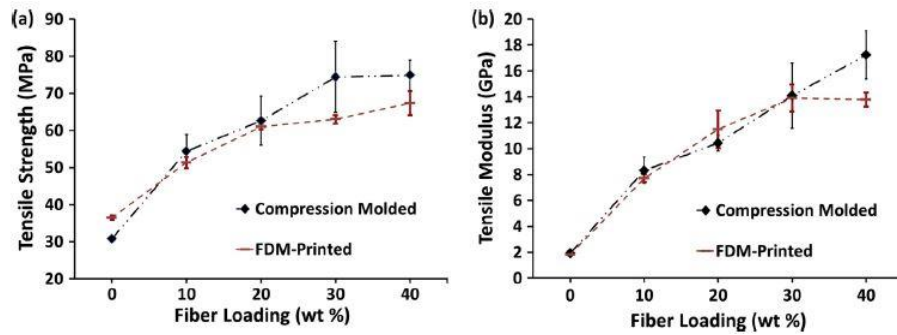 (a)
90
80
70
60
50
40
30
20
Tensile Strength (MPa)
Compression Molded
FDM-Printed
0 10 20 30 40
Fiber Loading (wt %)
(b)
20
18
16
14
12
10
8
6
4
2
0
Tensile Modulus (GPa)
Compression Molded
FDM-Printed
0 10 20 30 40
Fiber Loading (wt %)